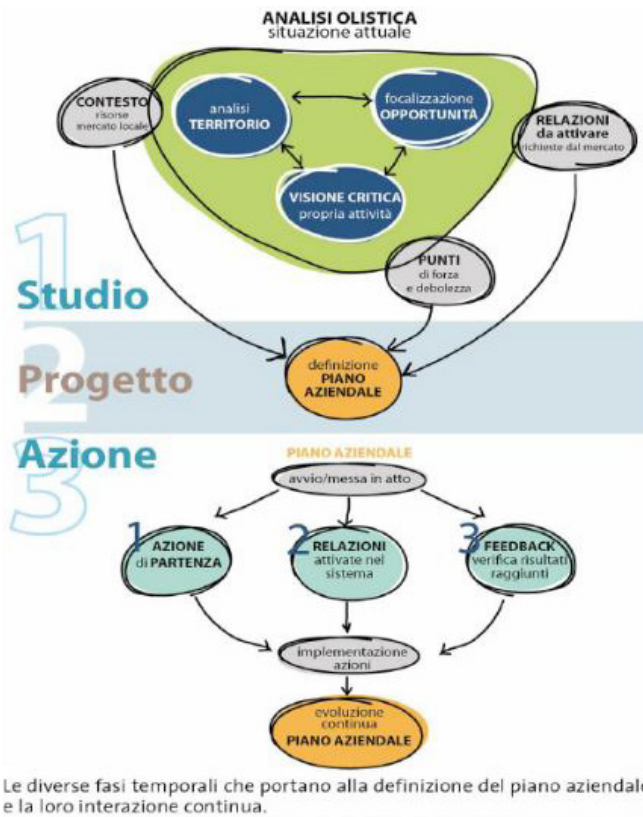 ANALISI OLISTICA
situazione attuale
CONTESTO
risorse
mercato locale
analisi
TERRITORIO
focalizzazione
OPPORTUNITÀ
RELAZIONI
da attivare
richieste dal mercato
VISIONE CRITICA
propria attività
PUNTI
di forza
e debolezza
1
Studio
2
Progetto
definizione
PIANO
AZIENDALE
3
Azione
PIANO AZIENDALE
avvio/messa in atto
1
AZIONE
di PARTENZA
2
RELAZIONI
attivate nel
sistema
3
FEEDBACK
verifica risultati
raggiunti
implementazione
azioni
evoluzione
continua
PIANO AZIENDALE
Le diverse fasi temporali che portano alla definizione del piano aziendale
e la loro interazione continua.